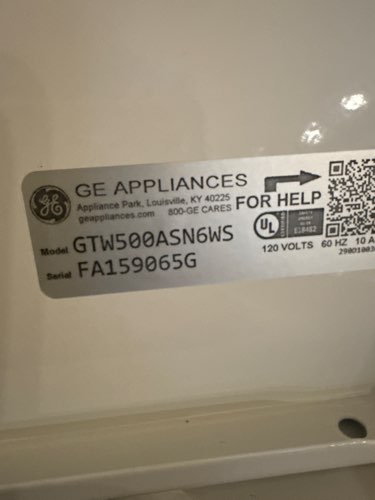 GE APPLIANCES
Appliance Park, Louisville, KY 40225
geappliances.com 800-GE CARES
FOR HELP
Model GTW500ASN6WS
Serial FA159065G
UL
120 VOLTS 60 HZ 10 A